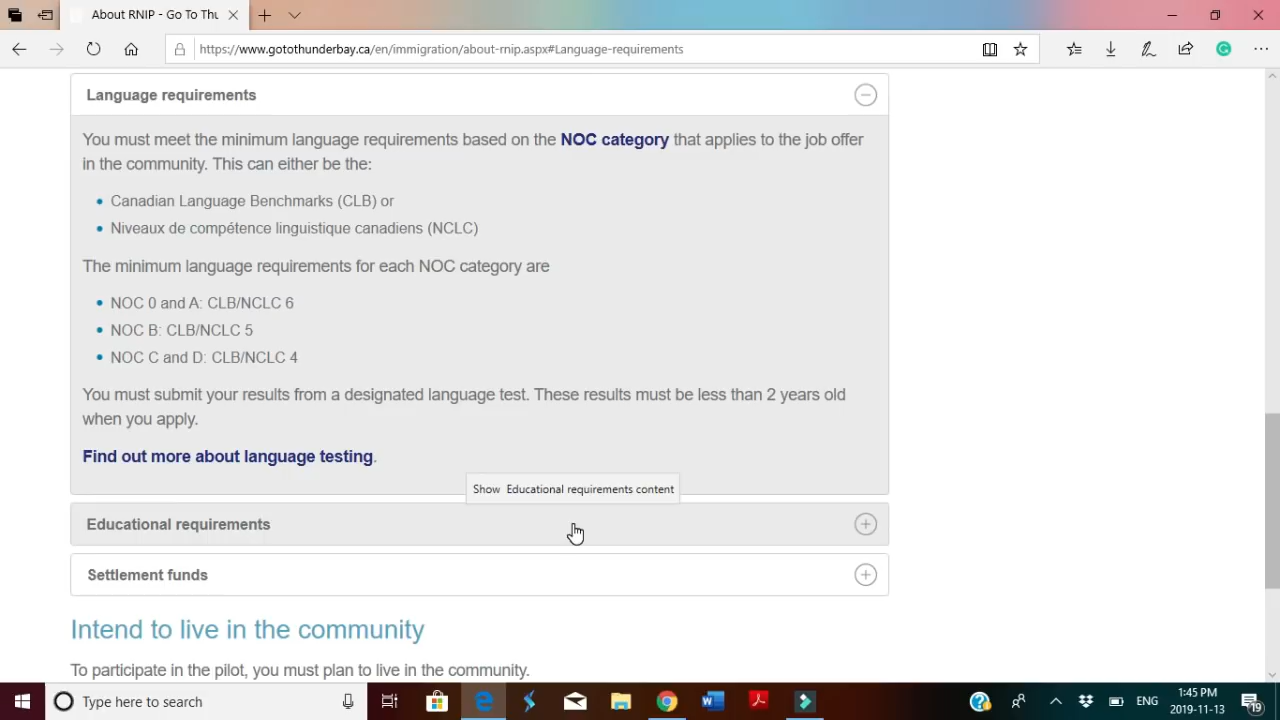 About RNIP - Go To Thu
https://www.gotothunderbay.ca/en/immigration/about-rnip.aspx#Language-requirements
Language requirements
You must meet the minimum language requirements based on the NOC category that applies to the job offer
in the community. This can either be the:
Canadian Language Benchmarks (CLB) or
Niveaux de compétence linguistique canadiens (NCLC)
The minimum language requirements for each NOC category are
NOC 0 and A: CLB/NCLC 6
NOC B: CLB/NCLC 5
NOC C and D: CLB/NCLC 4
You must submit your results from a designated language test. These results must be less than 2 years old
when you apply.
Find out more about language testing.
Show Educational requirements content
Educational requirements
Settlement funds
Intend to live in the community
To participate in the pilot, you must plan to live in the community.
Type here to search
ENG
1:45 PM
2019-11-13
19